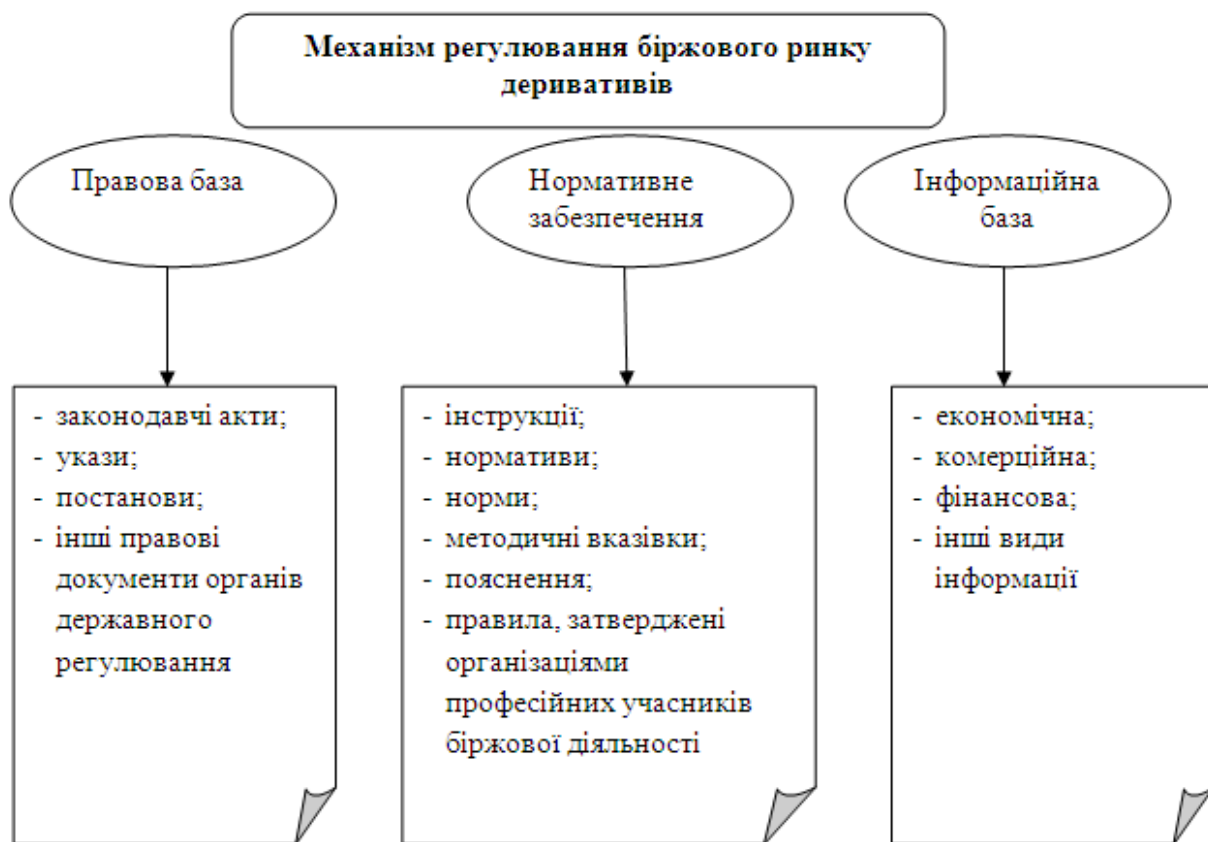 Механізм регулювання біржового ринку
деривативів
Правова база
Нормативне
забезпечення
Інформаційна
база
- законодавчі акти;
- укази;
- постанови;
- інші правові
документи органів
державного
регулювання
- інструкції;
- нормативи;
- норми;
- методичні вказівки;
- пояснення;
- правила, затверджені
організаціями
професійних учасників
біржової діяльності
- економічна;
- комерційна;
- фінансова;
- інші види
інформації